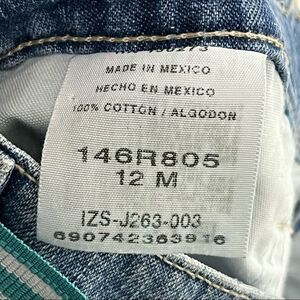 MADE IN MEXICO
HECHO EN MEXICO
100% COTTON / ALGODON
146R805
12 M
IZS-J263-003
690742363916